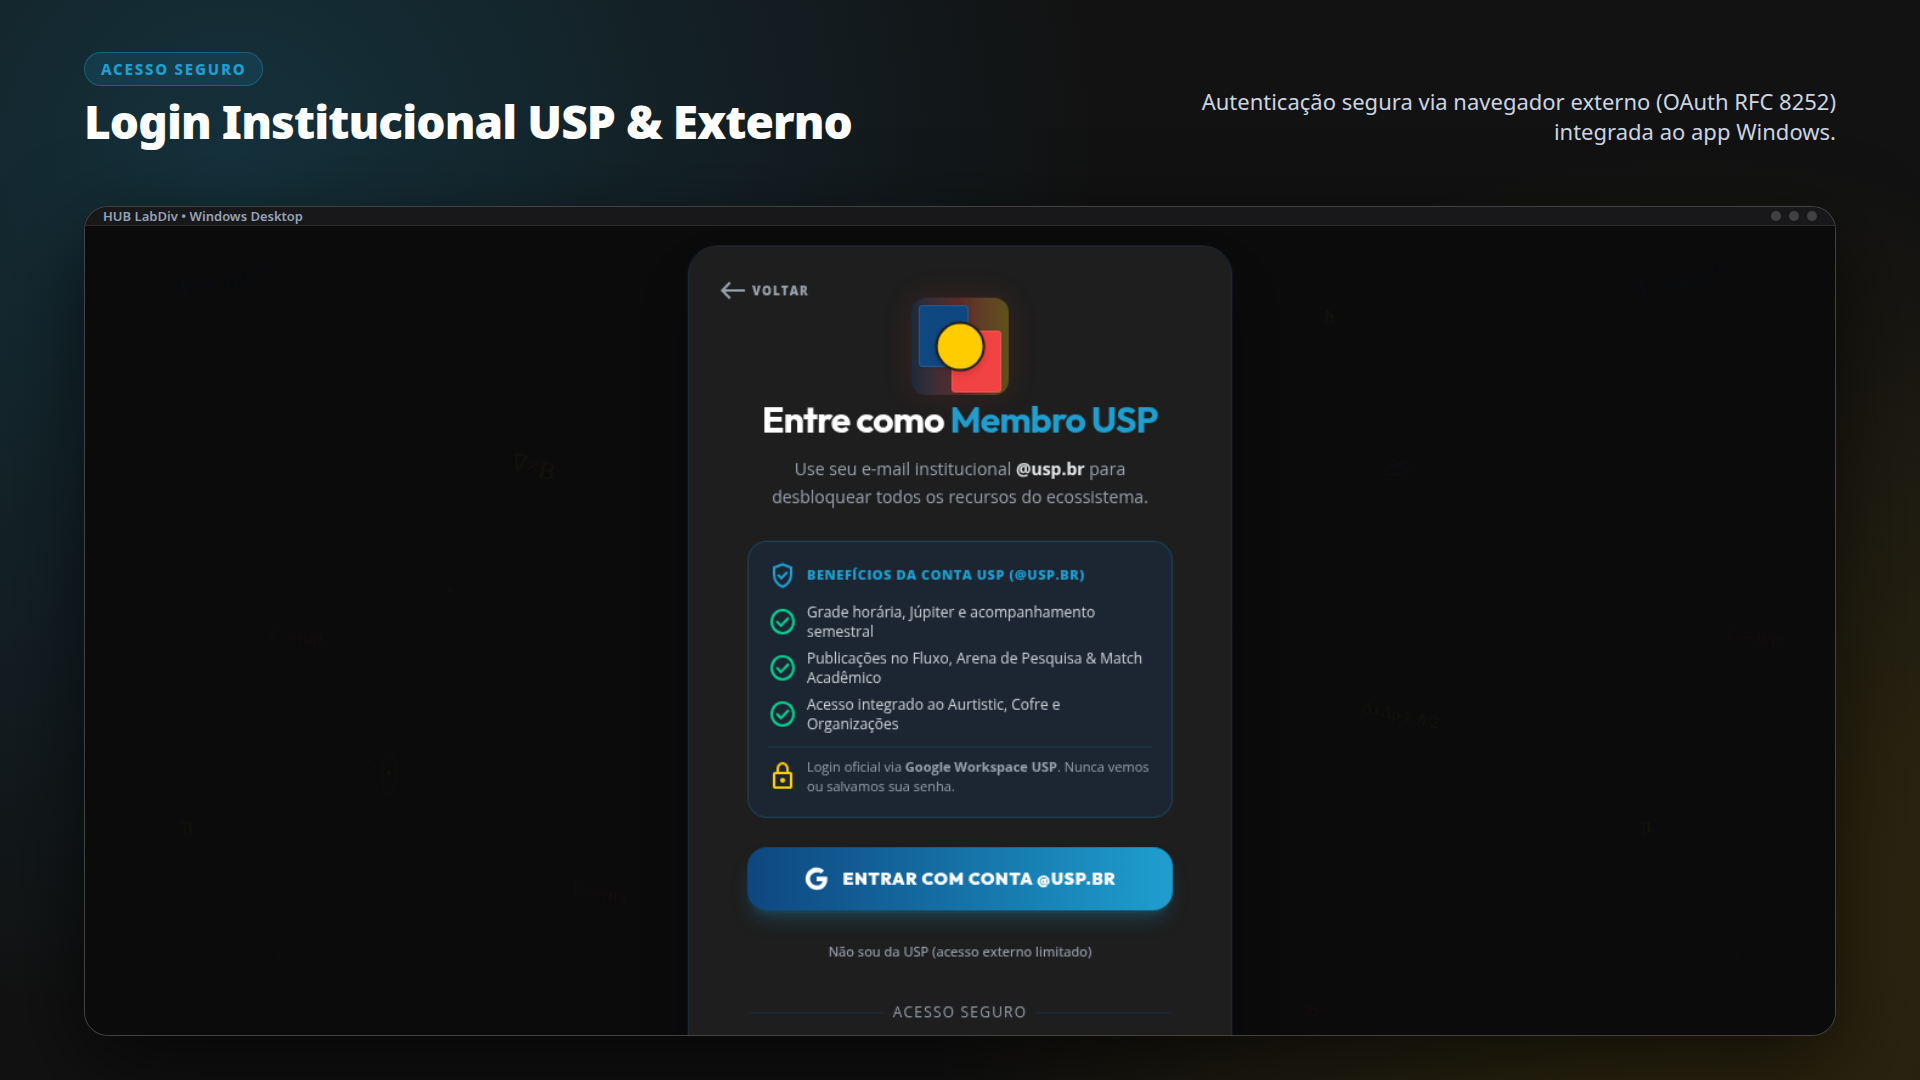 ACESSO SEGURO
Login Institucional USP & Externo
Autenticação segura via navegador externo (OAuth RFC 8252)
integrada ao app Windows.
HUB LabDiv • Windows Desktop
VOLTAR
Entre como Membro USP
Use seu e-mail institucional @usp.br para
desbloquear todos os recursos do ecossistema.
BENEFÍCIOS DA CONTA USP (@USP.BR)
Grade horária, Júpiter e acompanhamento
semestral
Publicações no Fluxo, Arena de Pesquisa & Match
Acadêmico
Acesso integrado ao Aurtistic, Cofre e
Organizações
Login oficial via Google Workspace USP. Nunca vemos
ou salvamos sua senha.
G ENTRAR COM CONTA @USP.BR
Não sou da USP (acesso externo limitado)
ACESSO SEGURO